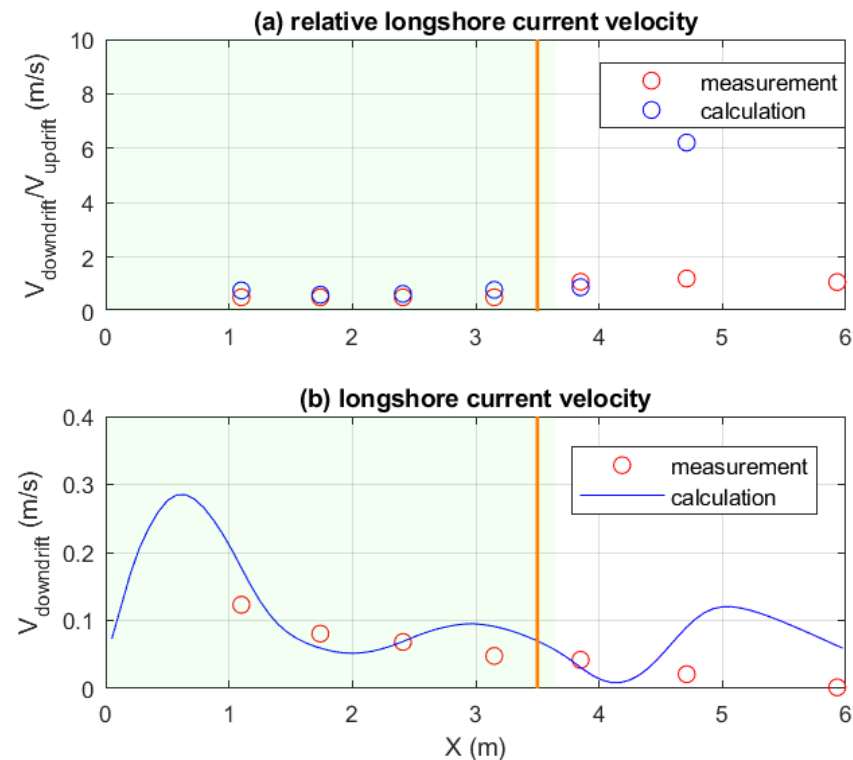 (a) relative longshore current velocity
V_downdrift/V_updrift (m/s)
10
8
6
4
2
0
measurement
calculation
0 1 2 3 4 5 6
(b) longshore current velocity
V_downdrift (m/s)
0.4
0.3
0.2
0.1
0
measurement
calculation
0 1 2 3 4 5 6
X (m)